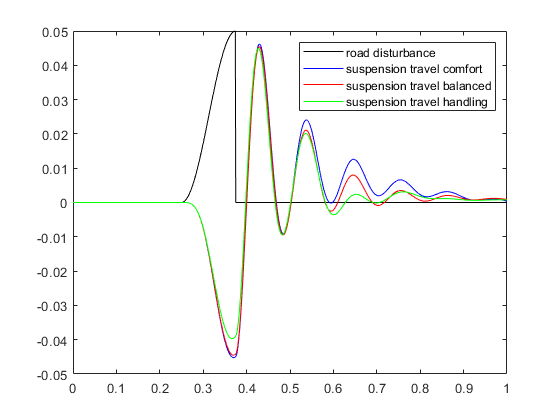 0.05
0.04
0.03
0.02
0.01
0
-0.01
-0.02
-0.03
-0.04
-0.05
road disturbance
suspension travel comfort
suspension travel balanced
suspension travel handling
0 0.1 0.2 0.3 0.4 0.5 0.6 0.7 0.8 0.9 1